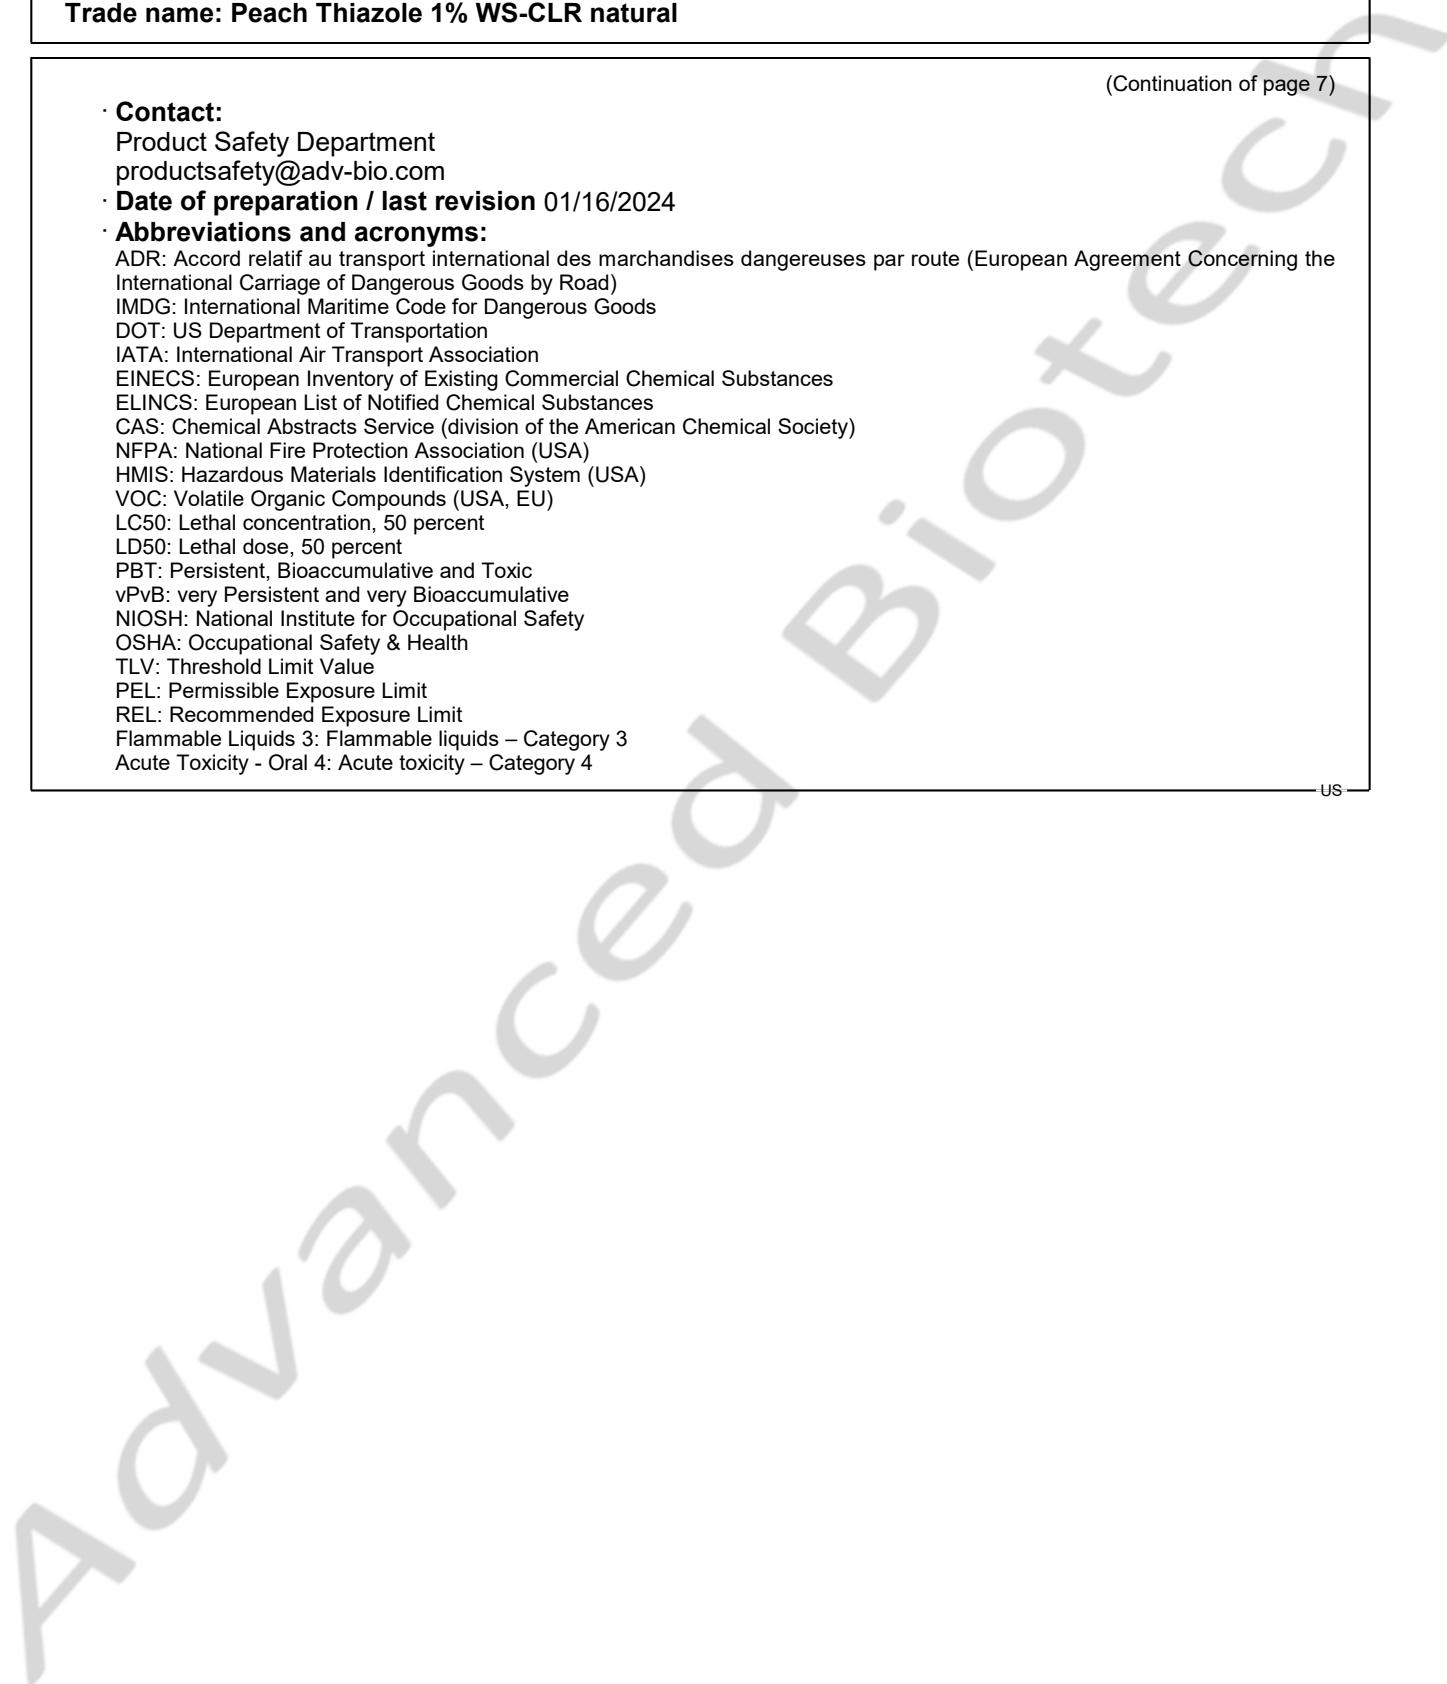 Trade name: Peach Thiazole 1% WS-CLR natural
(Continuation of page 7)
· Contact:
Product Safety Department
productsafety@adv-bio.com
· Date of preparation / last revision 01/16/2024
· Abbreviations and acronyms:
ADR: Accord relatif au transport international des marchandises dangereuses par route (European Agreement Concerning the
International Carriage of Dangerous Goods by Road)
IMDG: International Maritime Code for Dangerous Goods
DOT: US Department of Transportation
IATA: International Air Transport Association
EINECS: European Inventory of Existing Commercial Chemical Substances
ELINCS: European List of Notified Chemical Substances
CAS: Chemical Abstracts Service (division of the American Chemical Society)
NFPA: National Fire Protection Association (USA)
HMIS: Hazardous Materials Identification System (USA)
VOC: Volatile Organic Compounds (USA, EU)
LC50: Lethal concentration, 50 percent
LD50: Lethal dose, 50 percent
PBT: Persistent, Bioaccumulative and Toxic
vPvB: very Persistent and very Bioaccumulative
NIOSH: National Institute for Occupational Safety
OSHA: Occupational Safety & Health
TLV: Threshold Limit Value
PEL: Permissible Exposure Limit
REL: Recommended Exposure Limit
Flammable Liquids 3: Flammable liquids – Category 3
Acute Toxicity - Oral 4: Acute toxicity – Category 4
US
Advanced Biotech